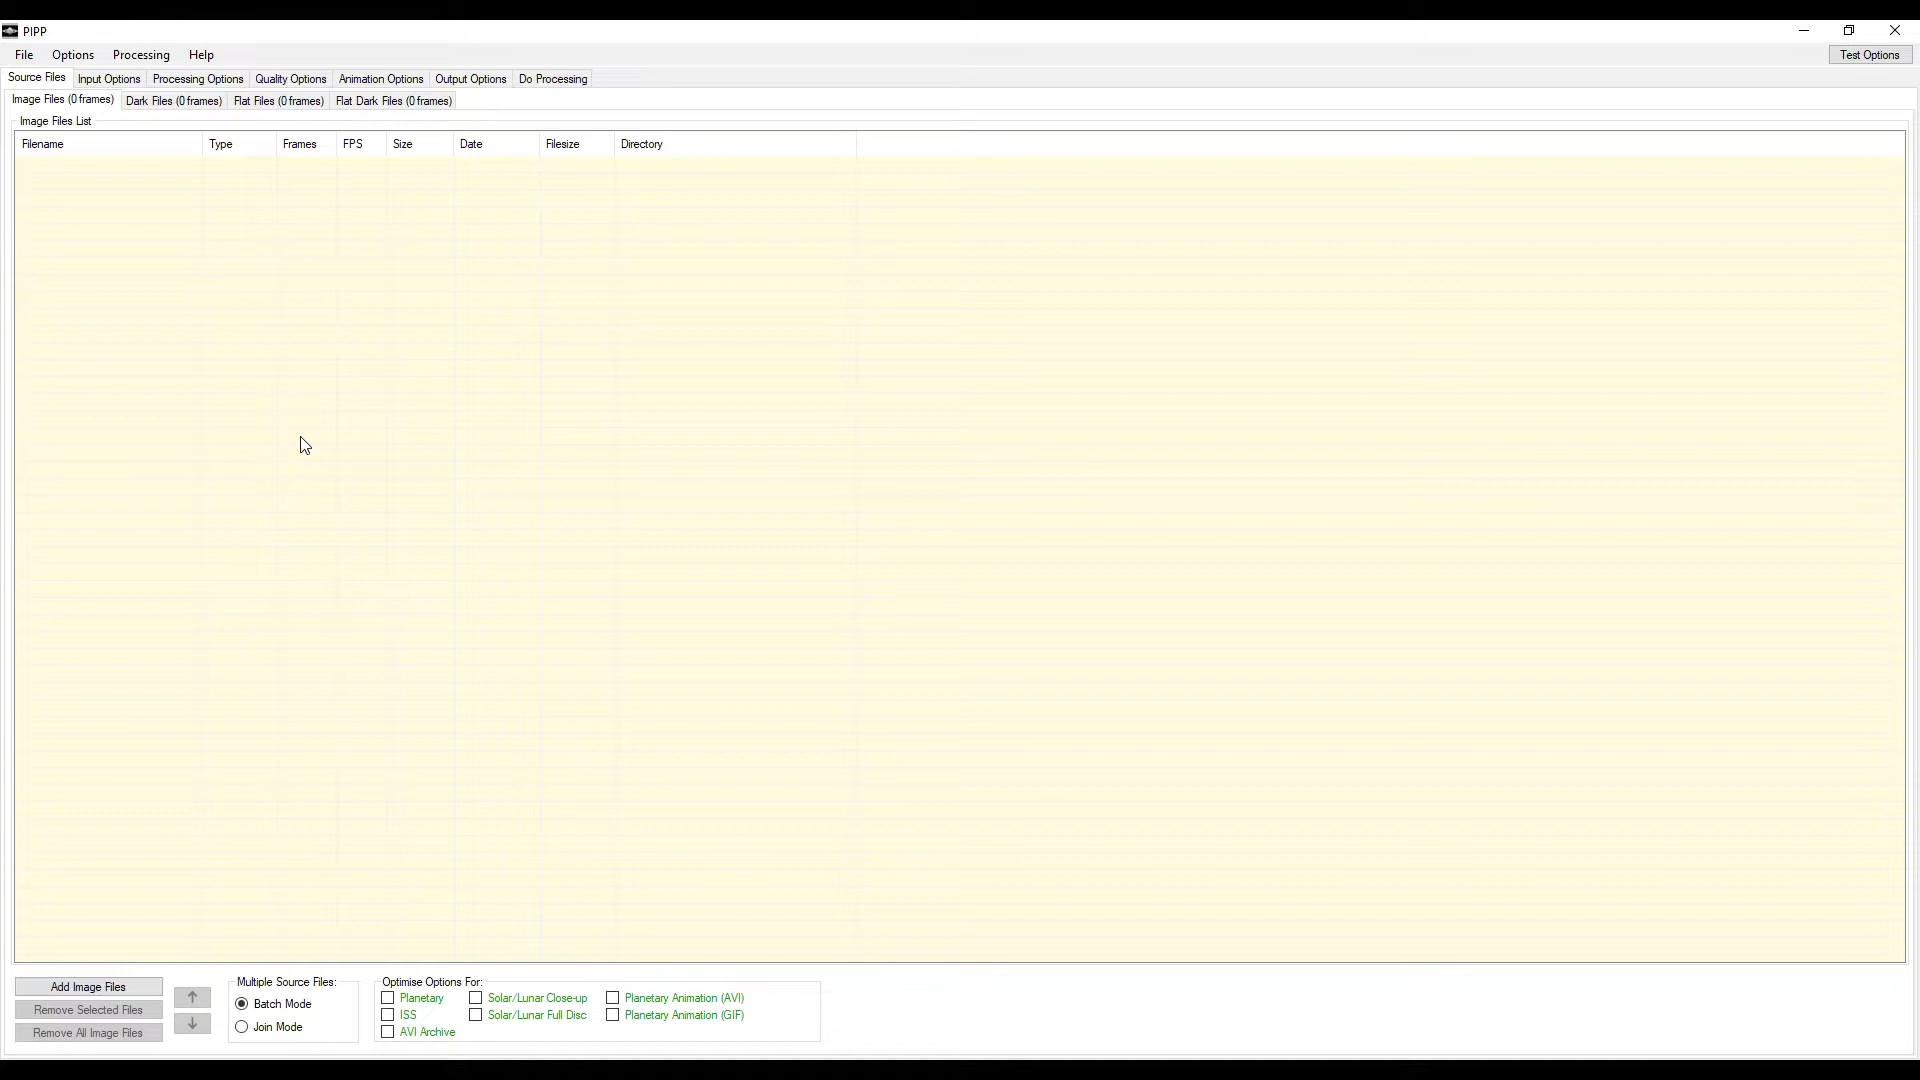 PIPP
File Options Processing Help Test Options
Source Files Input Options Processing Options Quality Options Animation Options Output Options Do Processing
Image Files (0 frames) Dark Files (0 frames) Flat Files (0 frames) Flat Dark Files (0 frames)
Image Files List
Filename Type Frames FPS Size Date Filesize Directory
Add Image Files
Remove Selected Files
Remove All Image Files
Multiple Source Files:
Batch Mode
Join Mode
Optimise Options For:
Planetary Solar/Lunar Close-up Planetary Animation (AVI)
ISS Solar/Lunar Full Disc Planetary Animation (GIF)
AVI Archive